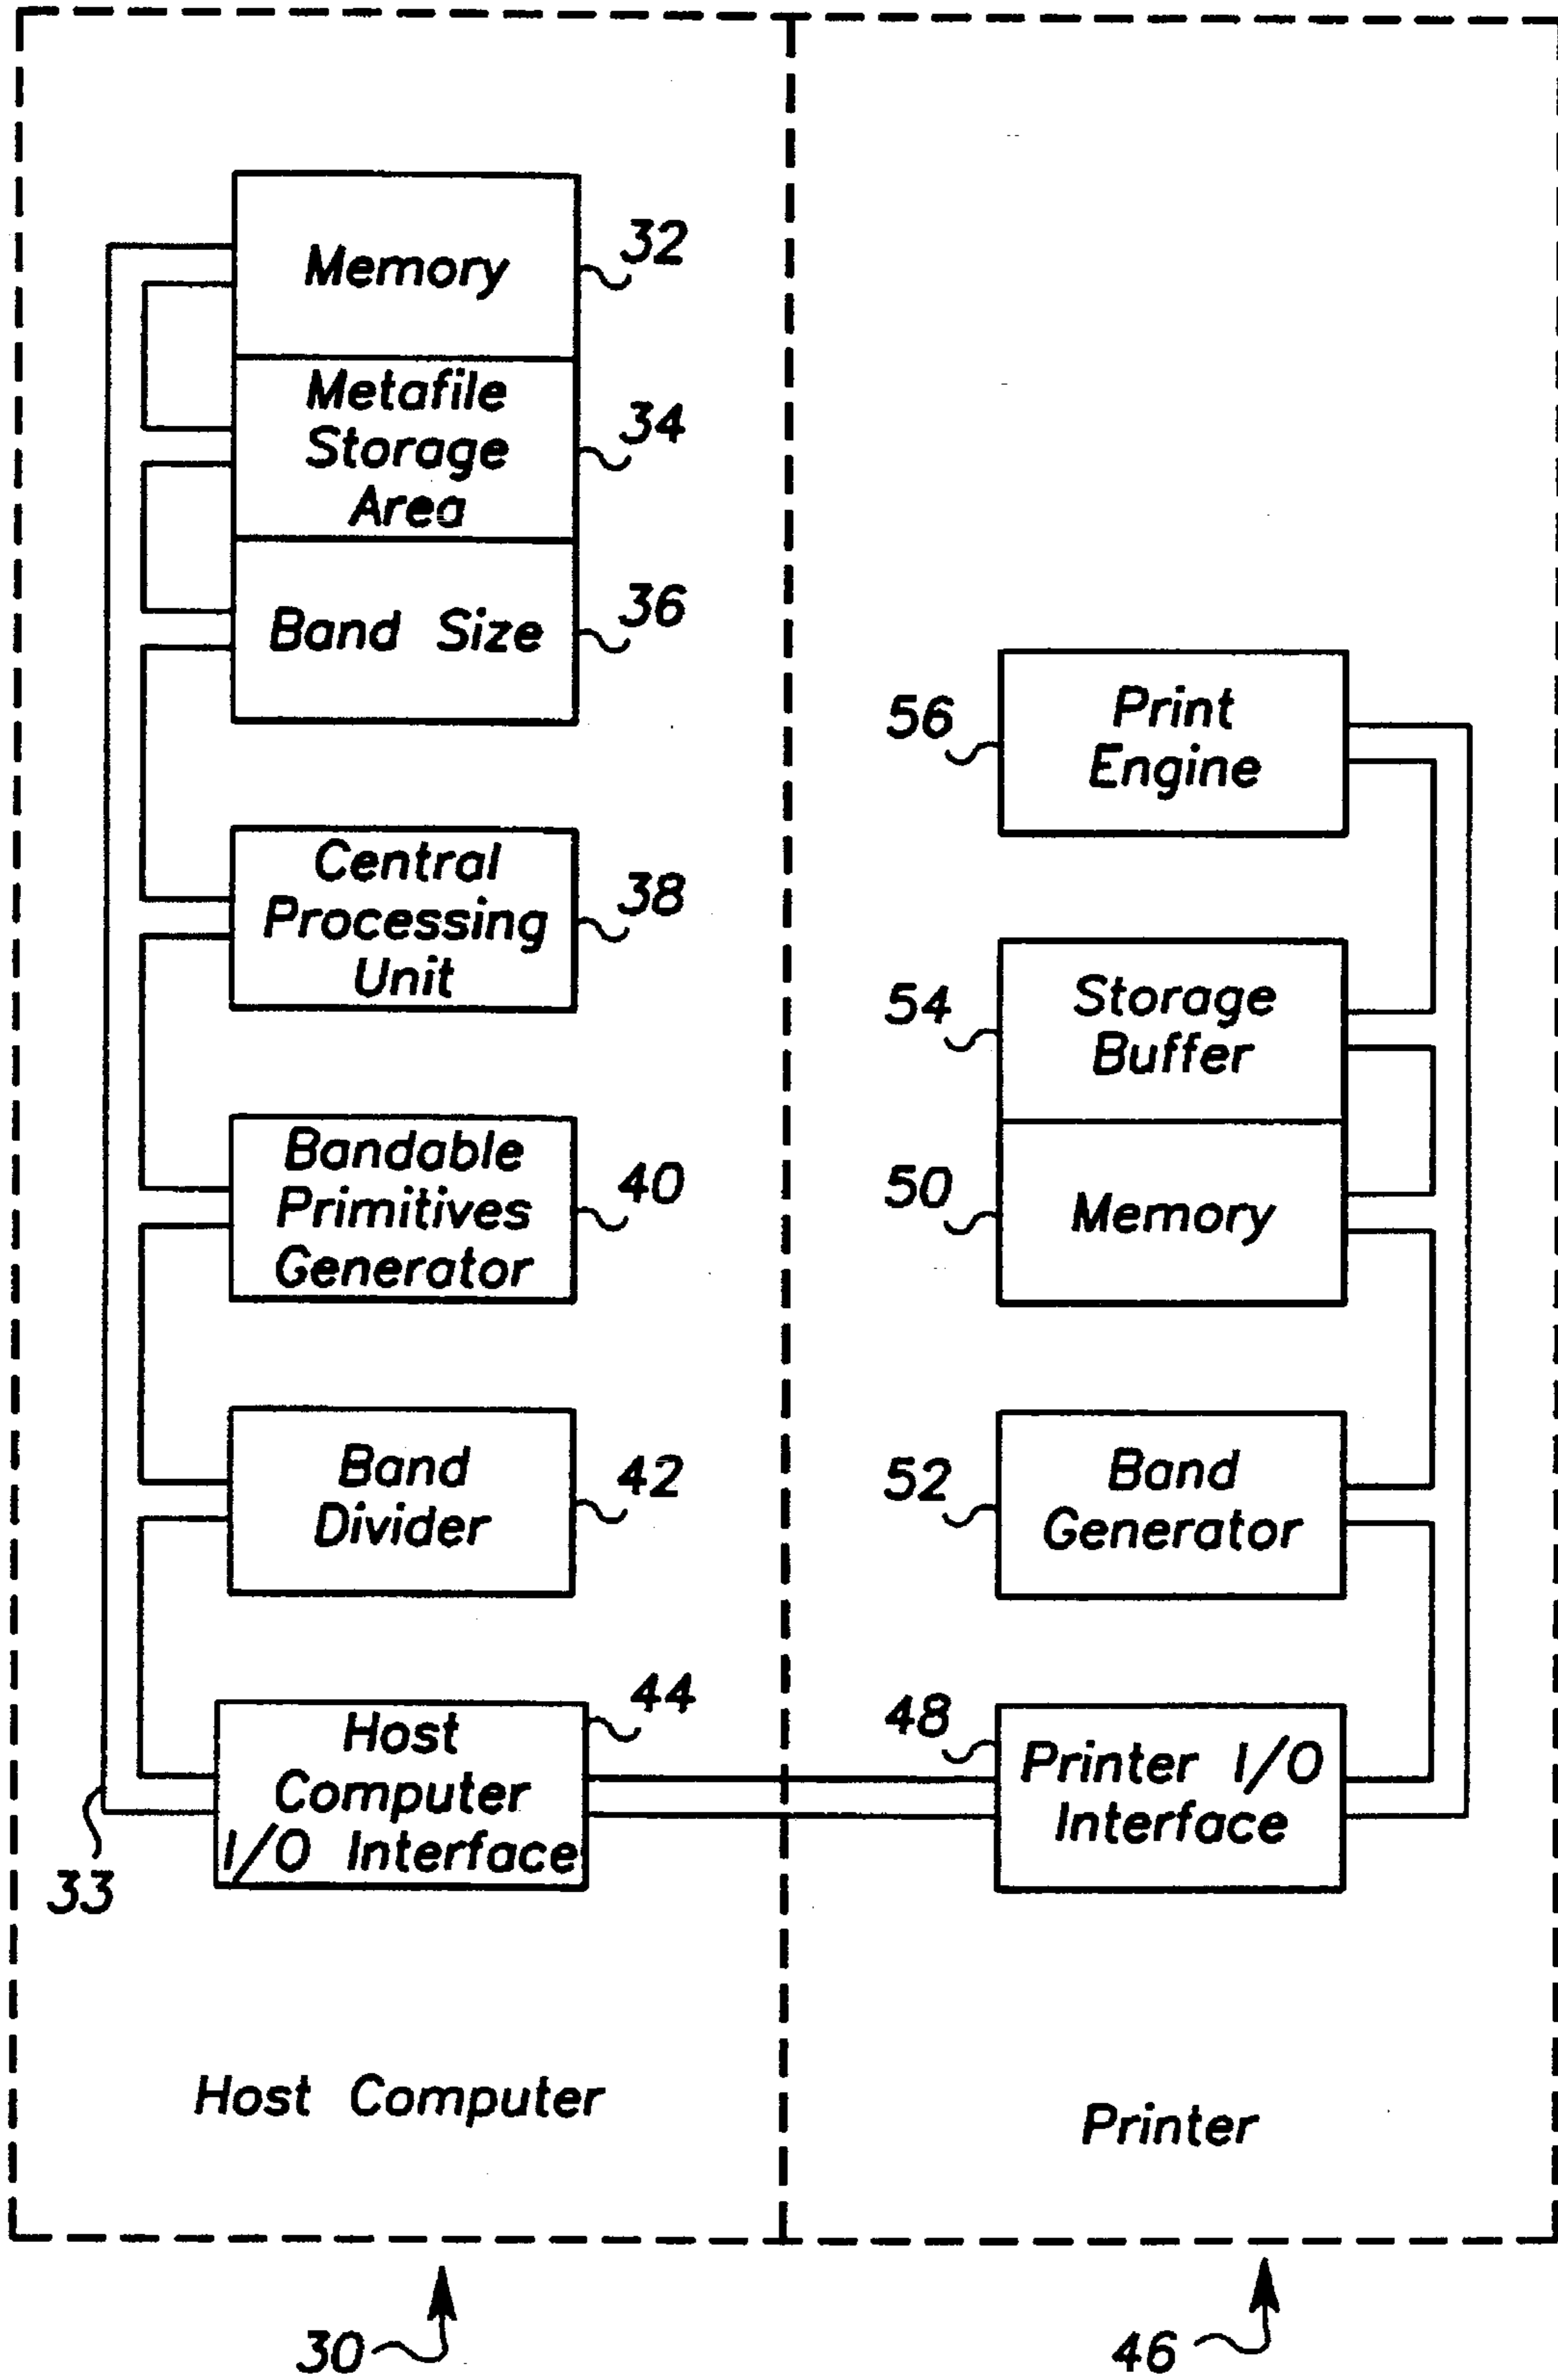 Memory
32
Metafile
Storage
Area
34
Band Size
36
Central
Processing
Unit
38
Bandable
Primitives
Generator
40
Band
Divider
42
Host
Computer
I/O Interface
44
33
Host Computer
30
Print
Engine
56
Storage
Buffer
54
Memory
50
Band
Generator
52
Printer I/O
Interface
48
Printer
46